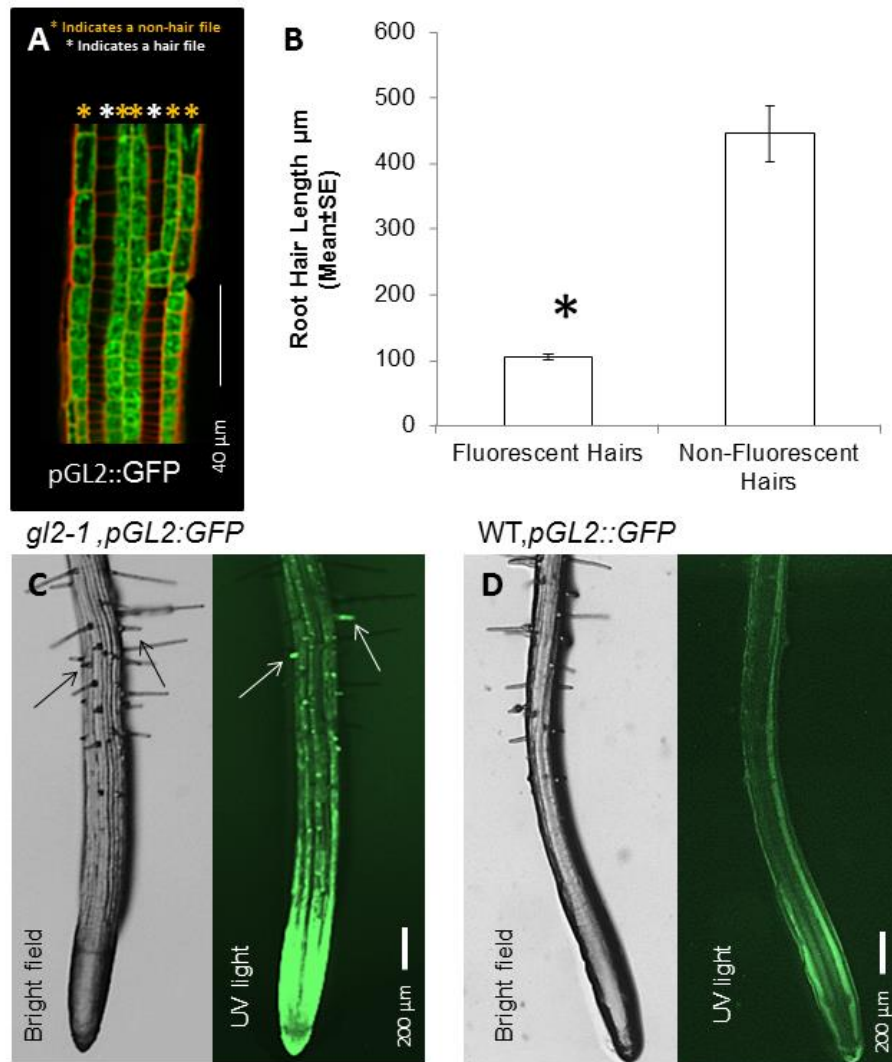 A
* Indicates a non-hair file
* Indicates a hair file
* * * * * * *
40 µm
pGL2::GFP
B
Root Hair Length µm
(Mean±SE)
600
500
400
300
200
100
0
*
Fluorescent Hairs
Non-Fluorescent
Hairs
gl2-1 ,pGL2:GFP
C
Bright field
UV light
200 µm
WT,pGL2::GFP
D
Bright field
UV light
200 µm